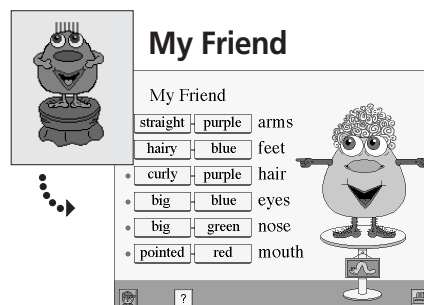 My Friend
My Friend
straight purple arms
hairy blue feet
curly purple hair
big blue eyes
big green nose
pointed red mouth
?